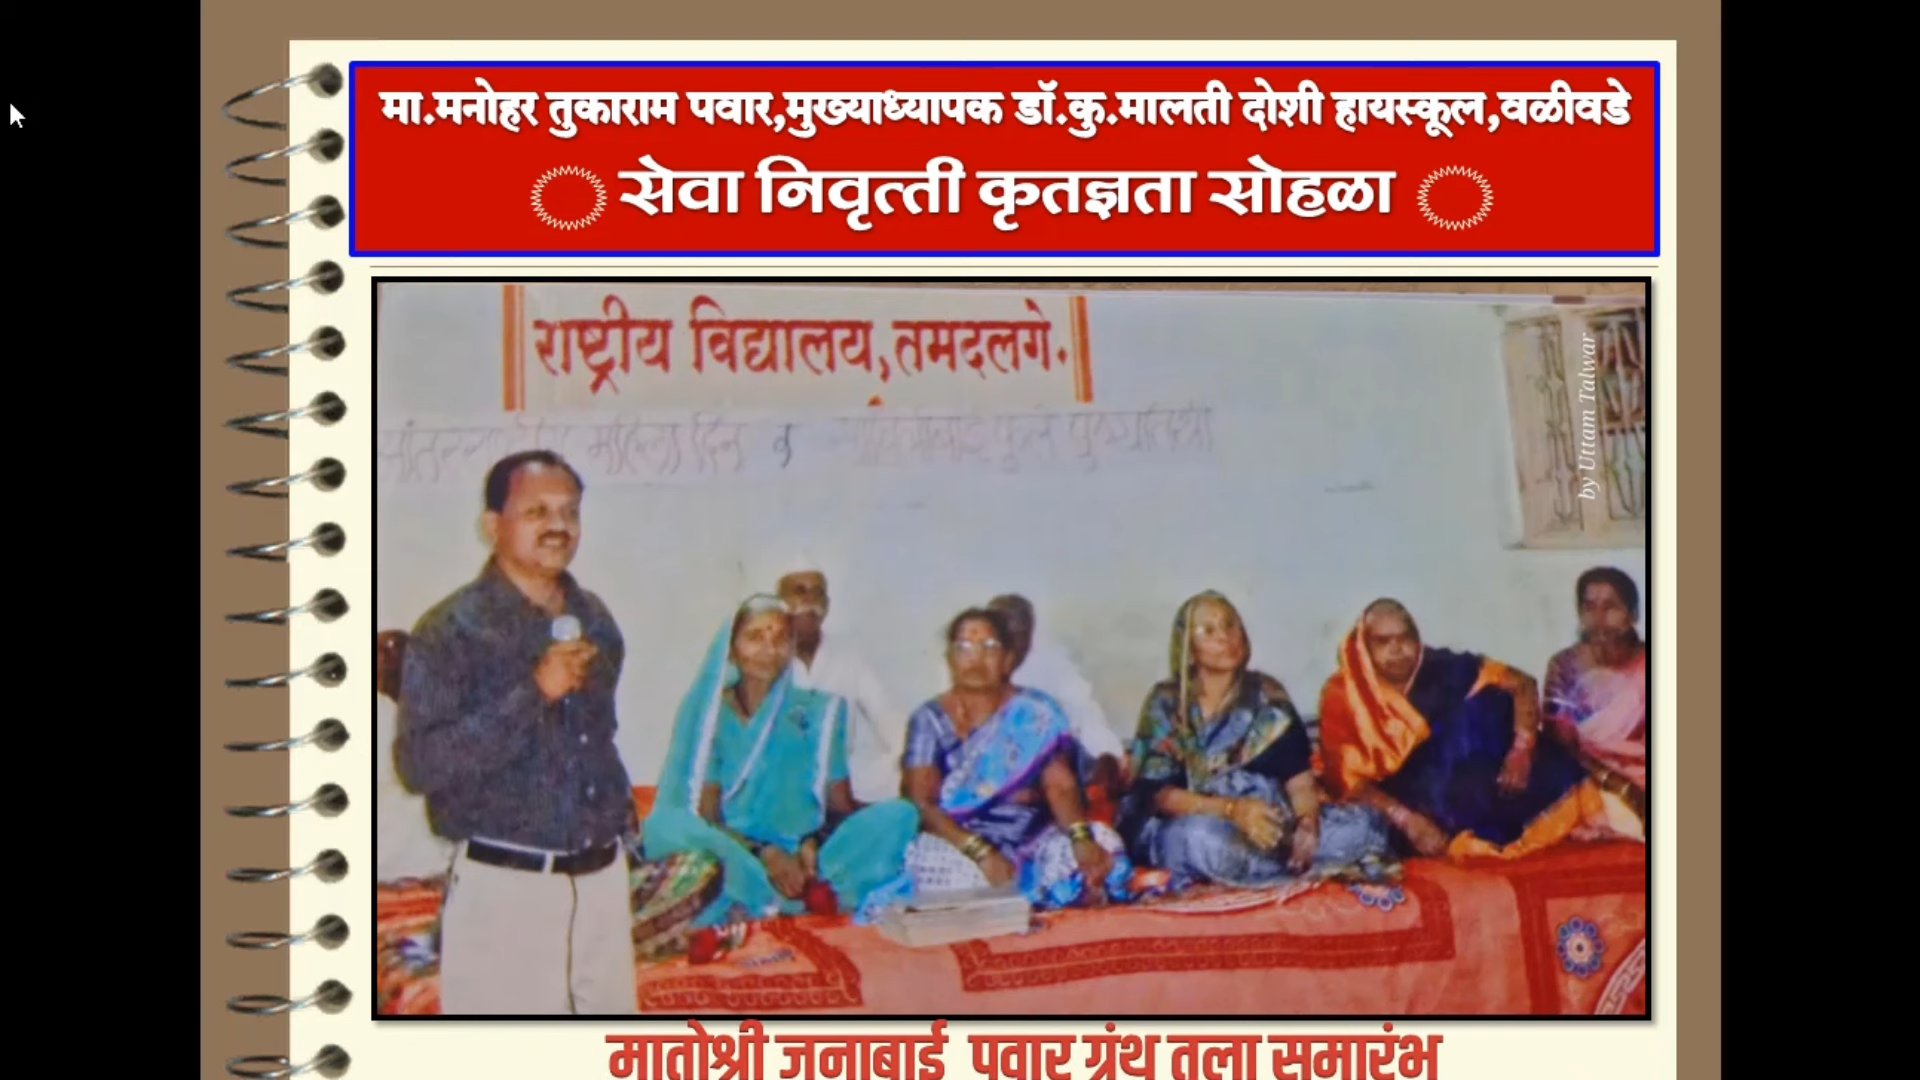 मा.मनोहर तुकाराम पवार,मुख्याध्यापक डॉ.कु.मालती दोशी हायस्कूल,वळीवडे
सेवा निवृत्ती कृतज्ञता सोहळा
राष्ट्रीय विद्यालय,तमदलगे.
महिला दिन व
by Uttam Talwar
मातोश्री जनाबाई पवार ग्रंथ तुला समारंभ